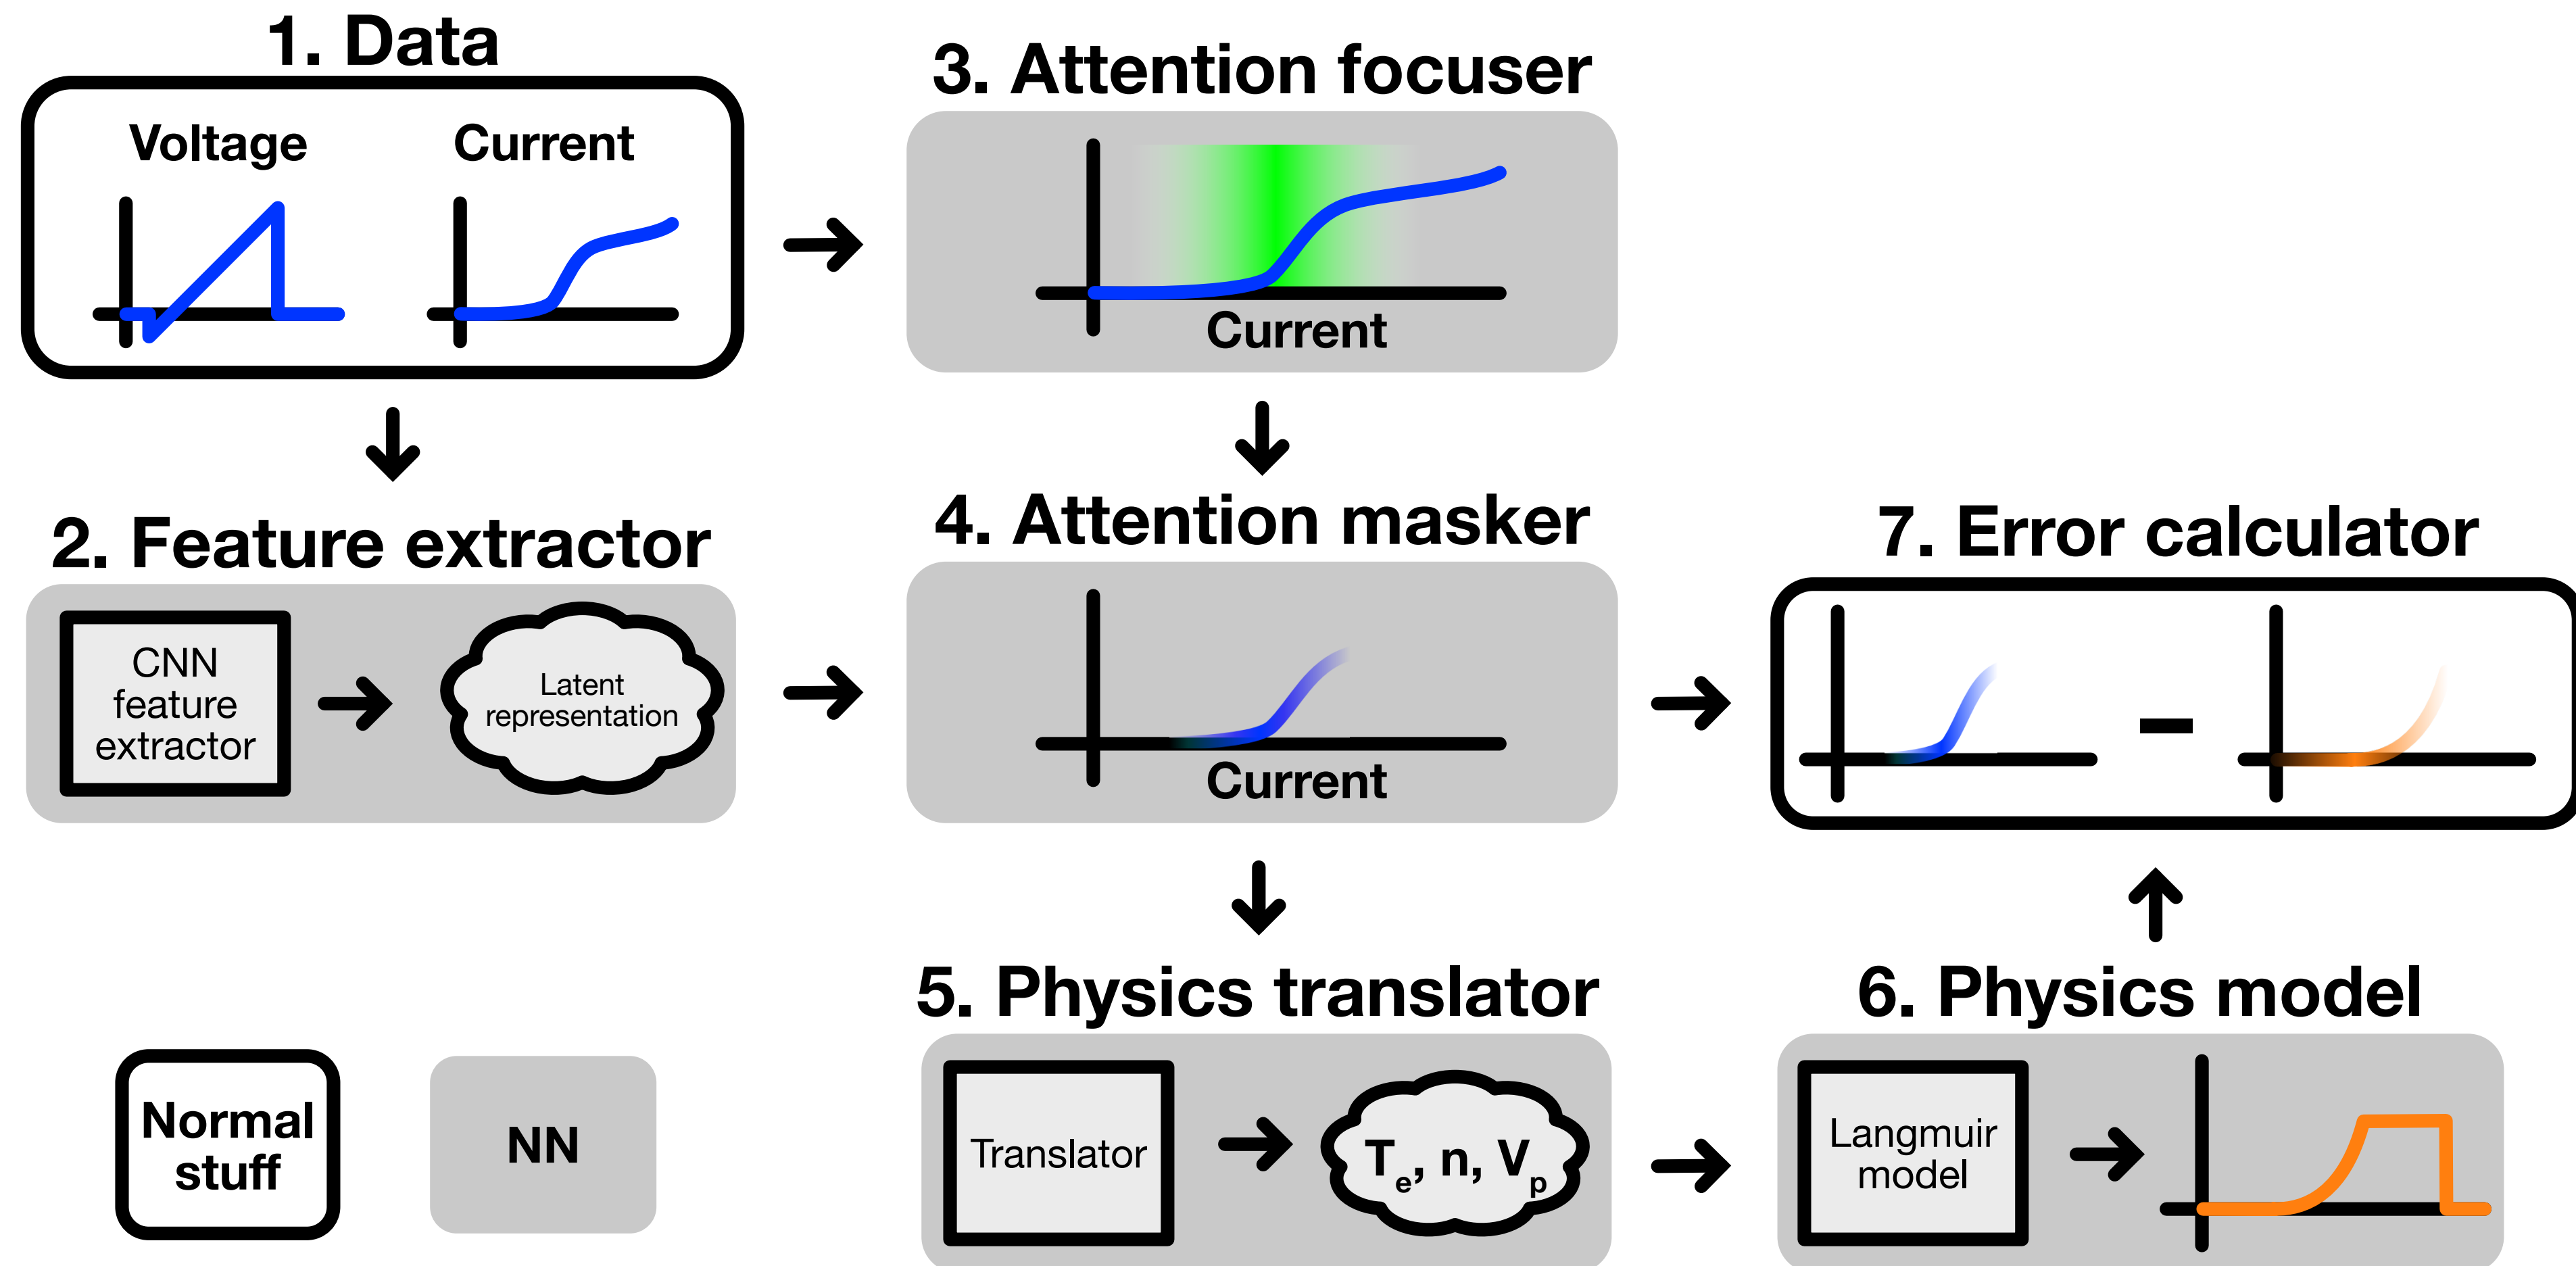 1. Data
Voltage
Current
3. Attention focuser
Current
2. Feature extractor
CNN
feature
extractor
Latent
representation
4. Attention masker
Current
7. Error calculator
5. Physics translator
Translator
Te, n, Vp
6. Physics model
Langmuir
model
Normal
stuff
NN